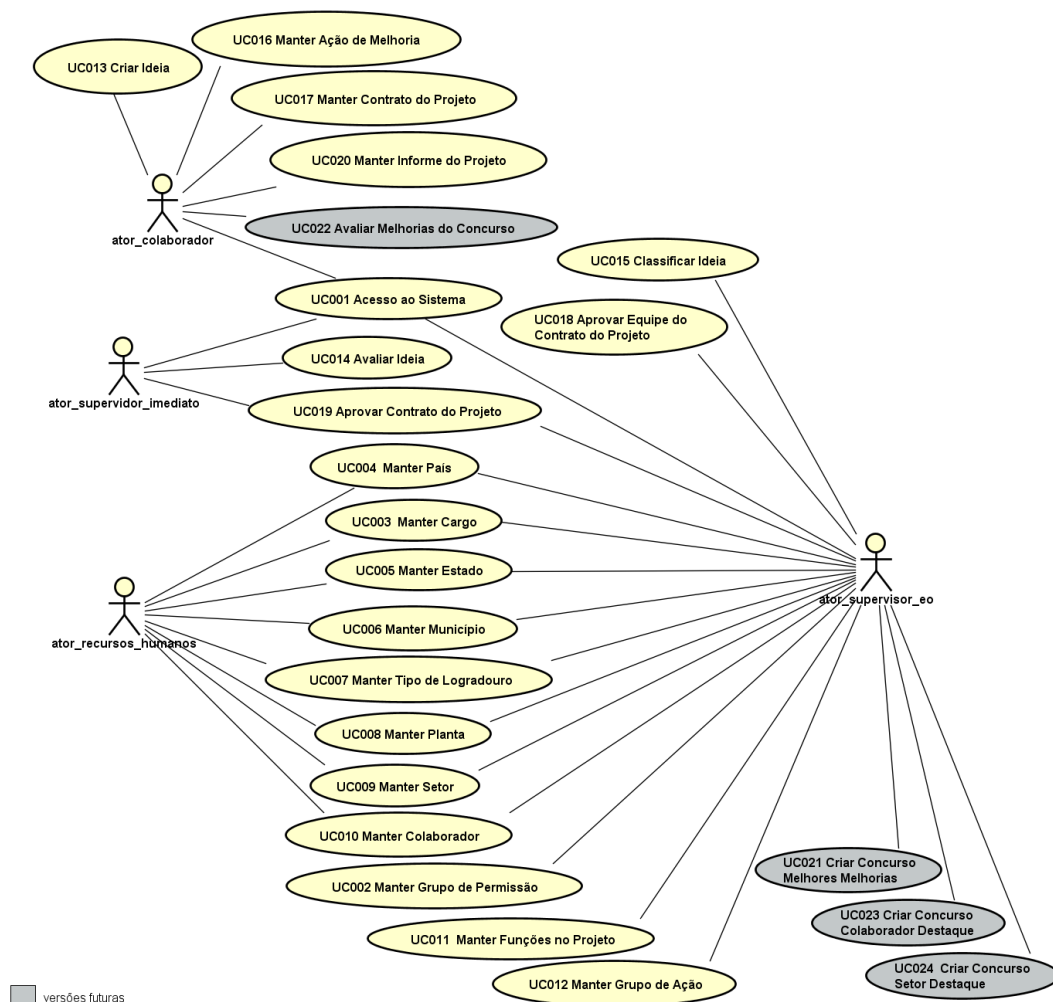 UC016 Manter Ação de Melhoria
UC013 Criar Ideia
UC017 Manter Contrato do Projeto
UC020 Manter Informe do Projeto
UC022 Avaliar Melhorias do Concurso
ator_colaborador
UC015 Classificar Ideia
UC001 Acesso ao Sistema
UC018 Aprovar Equipe do
Contrato do Projeto
UC014 Avaliar Ideia
ator_supervidor_imediato
UC019 Aprovar Contrato do Projeto
UC004 Manter País
UC003 Manter Cargo
UC005 Manter Estado
ator_supervisor_eo
UC006 Manter Município
ator_recursos_humanos
UC007 Manter Tipo de Logradouro
UC008 Manter Planta
UC009 Manter Setor
UC010 Manter Colaborador
UC021 Criar Concurso
Melhores Melhorias
UC002 Manter Grupo de Permissão
UC023 Criar Concurso
Colaborador Destaque
UC011 Manter Funções no Projeto
UC024 Criar Concurso
Setor Destaque
UC012 Manter Grupo de Ação
versões futuras